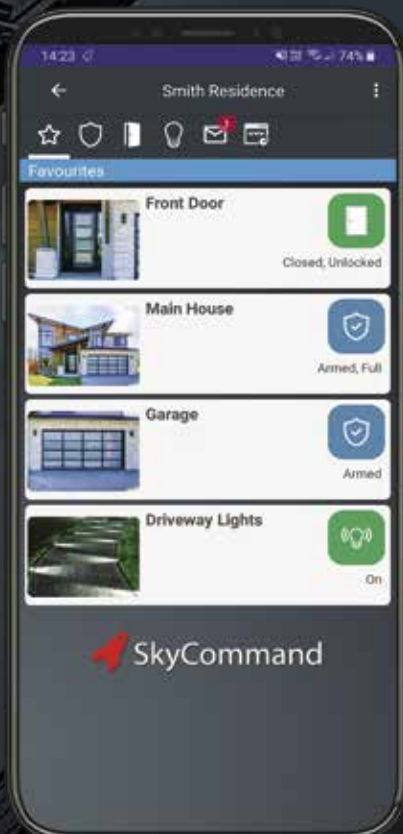 14:23
74%
Smith Residence
Favourites
Front Door
Closed, Unlocked
Main House
Armed, Full
Garage
Armed
Driveway Lights
On
SkyCommand